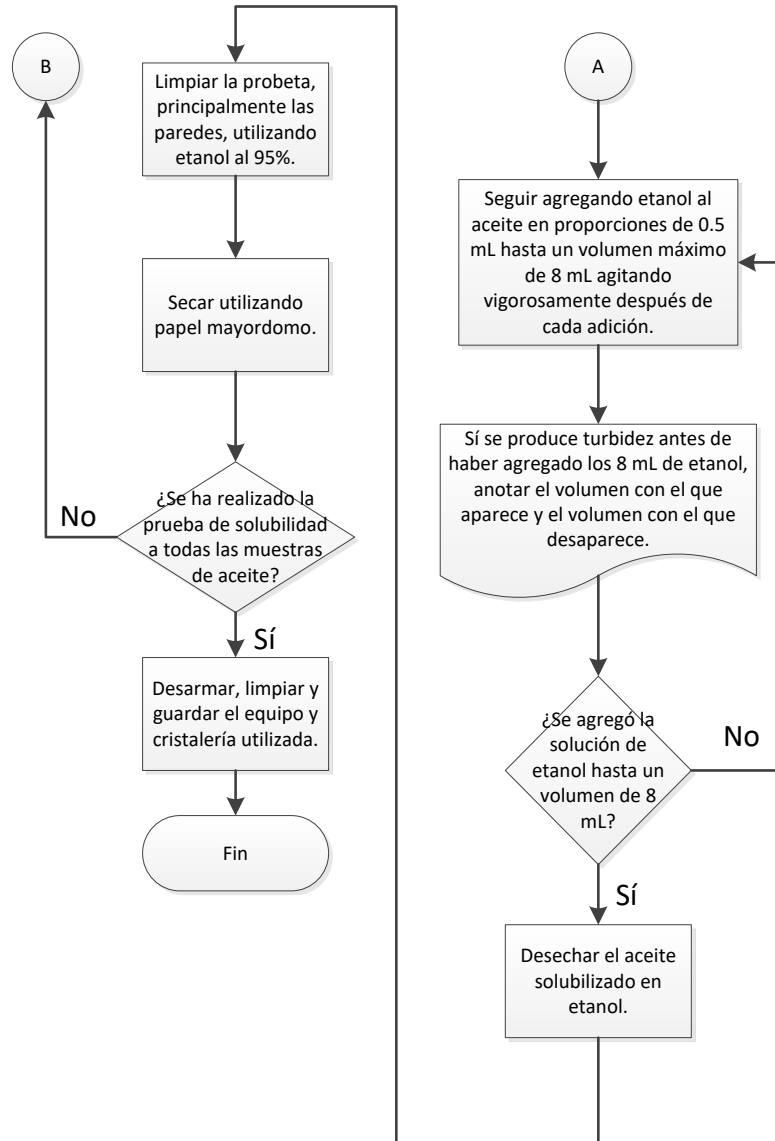 B
Limpiar la probeta,
principalmente las
paredes, utilizando
etanol al 95%.
Secar utilizando
papel mayordomo.
¿Se ha realizado la
prueba de solubilidad
a todas las muestras
de aceite?
No
Sí
Desarmar, limpiar y
guardar el equipo y
cristalería utilizada.
Fin
A
Seguir agregando etanol al
aceite en proporciones de 0.5
mL hasta un volumen máximo
de 8 mL agitando
vigorosamente después de
cada adición.
Sí se produce turbidez antes de
haber agregado los 8 mL de etanol,
anotar el volumen con el que
aparece y el volumen con el que
desaparece.
¿Se agregó la
solución de
etanol hasta un
volumen de 8
mL?
No
Sí
Desechar el aceite
solubilizado en
etanol.